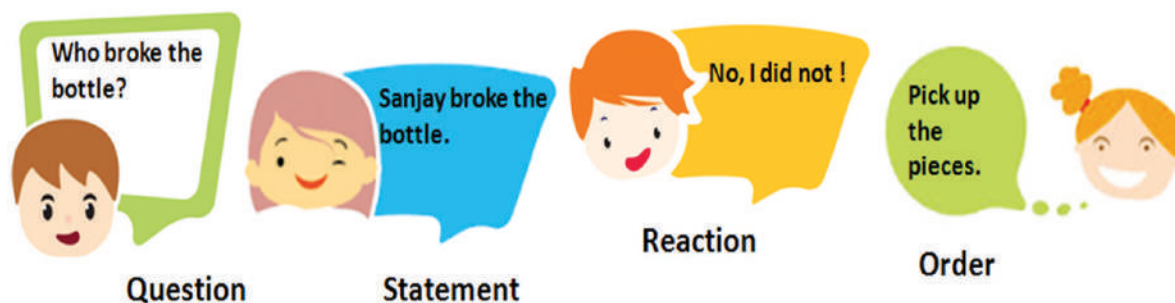 Who broke the
bottle?
Sanjay broke the
bottle.
No, I did not !
Pick up
the
pieces.
Question
Statement
Reaction
Order